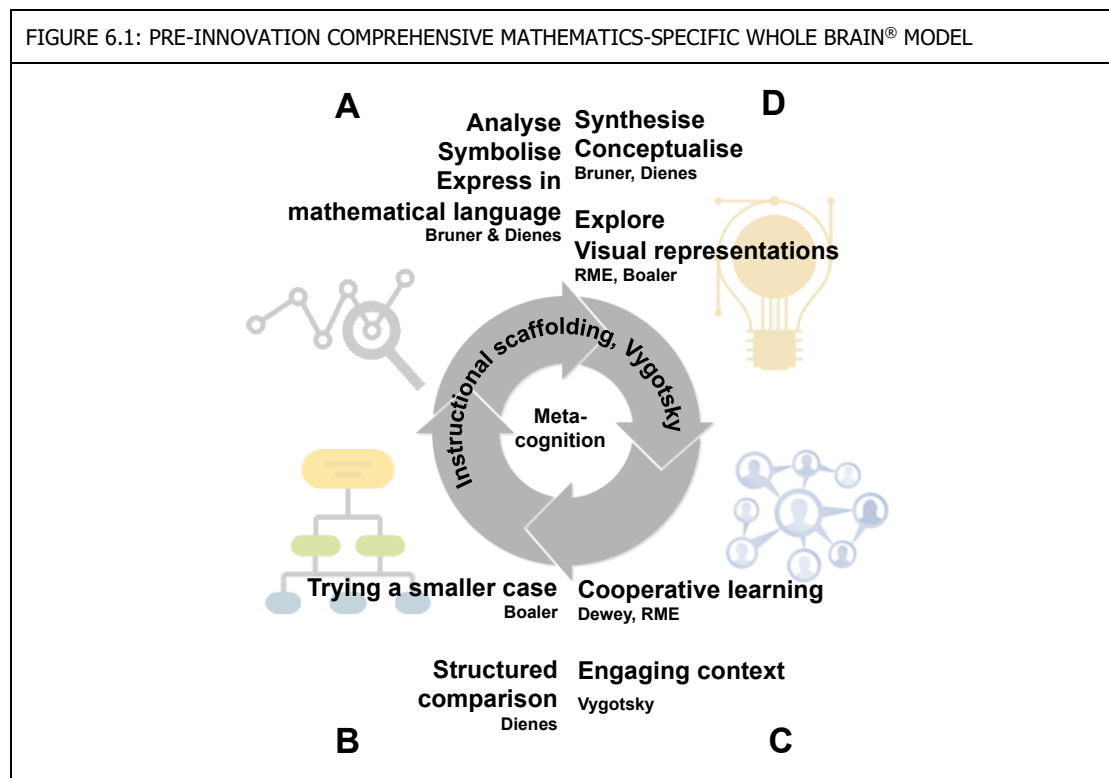 FIGURE 6.1: PRE-INNOVATION COMPREHENSIVE MATHEMATICS-SPECIFIC WHOLE BRAIN® MODEL
A
Analyse
Symbolise
Express in
mathematical language
Bruner & Dienes
D
Synthesise
Conceptualise
Bruner, Dienes
Explore
Visual representations
RME, Boaler
Instructional scaffolding, Vygotsky
Meta-
cognition
Trying a smaller case
Boaler
Structured
comparison
Dienes
B
Cooperative learning
Dewey, RME
Engaging context
Vygotsky
C